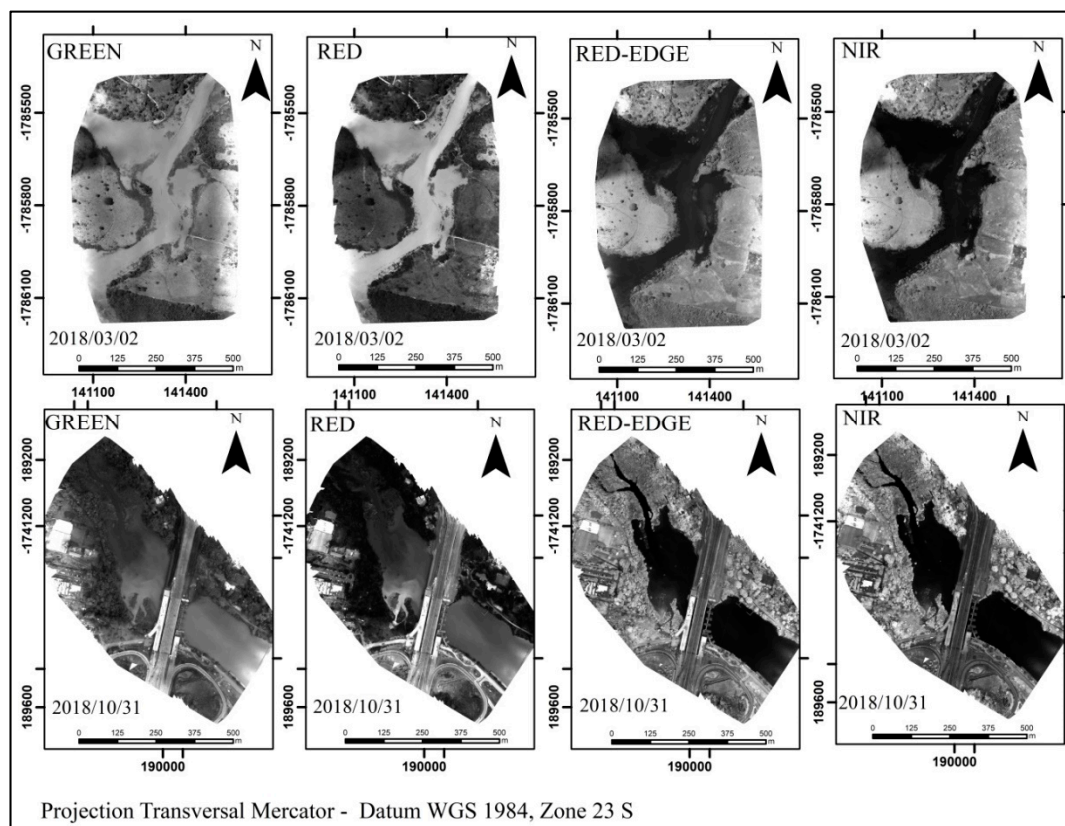 GREEN
N
-1785500
-1785800
-1786100
2018/03/02
0 125 250 375 500
m
141100 141400
RED
N
2018/03/02
0 125 250 375 500
m
141100 141400
RED-EDGE
N
-1785500
-1785800
-1786100
2018/03/02
0 125 250 375 500
m
141100 141400
NIR
N
-1785500
-1785800
-1786100
2018/03/02
0 125 250 375 500
m
141100 141400
GREEN
N
189200
-1741200
189600
2018/10/31
0 125 250 375 500
m
190000
RED
N
2018/10/31
0 125 250 375 500
m
190000
RED-EDGE
N
189200
-1741200
189600
2018/10/31
0 125 250 375 500
m
190000
NIR
N
189200
-1741200
189600
2018/10/31
0 125 250 375 500
m
190000
Projection Transversal Mercator - Datum WGS 1984, Zone 23 S